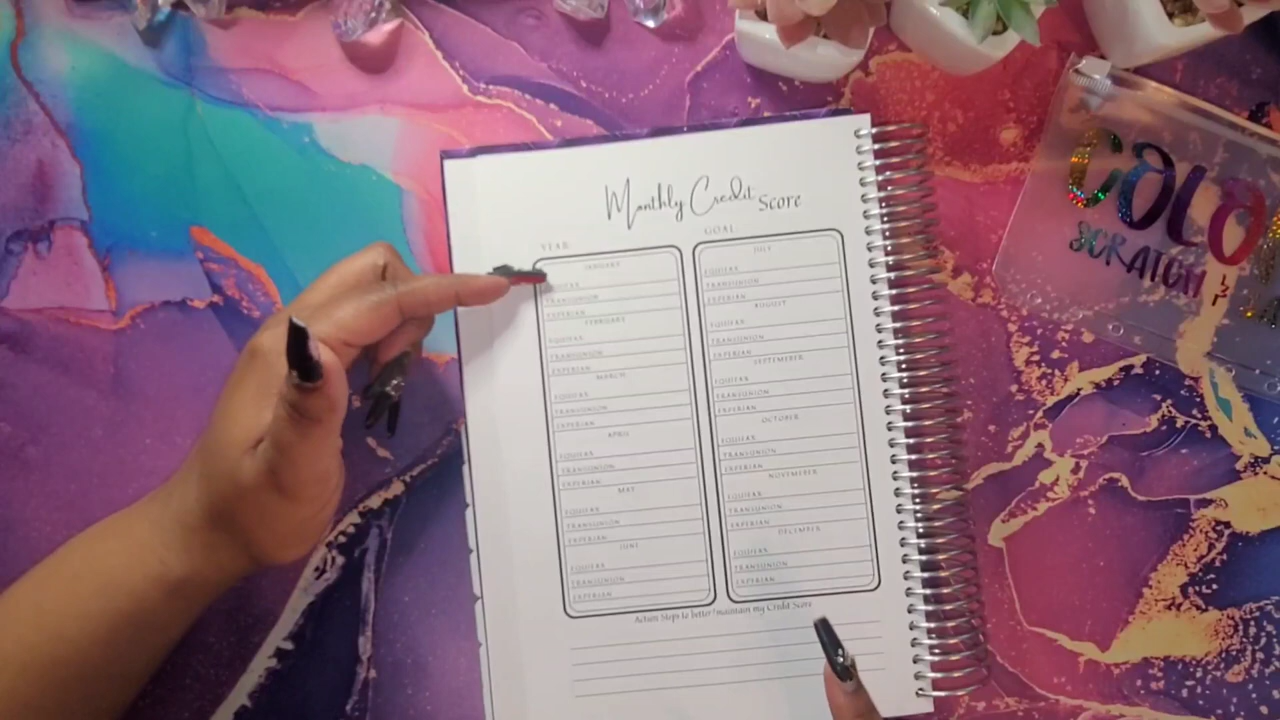 Monthly Credit Score
YEAR:
GOAL:
JANUARY
EQUIFAX
TRANSUNION
EXPERIAN
FEBRUARY
EQUIFAX
TRANSUNION
EXPERIAN
MARCH
EQUIFAX
TRANSUNION
EXPERIAN
APRIL
EQUIFAX
TRANSUNION
EXPERIAN
MAY
EQUIFAX
TRANSUNION
EXPERIAN
JUNE
EQUIFAX
TRANSUNION
EXPERIAN
JULY
EQUIFAX
TRANSUNION
EXPERIAN
AUGUST
EQUIFAX
TRANSUNION
EXPERIAN
SEPTEMBER
EQUIFAX
TRANSUNION
EXPERIAN
OCTOBER
EQUIFAX
TRANSUNION
EXPERIAN
NOVEMBER
EQUIFAX
TRANSUNION
EXPERIAN
DECEMBER
EQUIFAX
TRANSUNION
EXPERIAN
Action Steps to better/maintain my Credit Score
COLO
SCRATCH